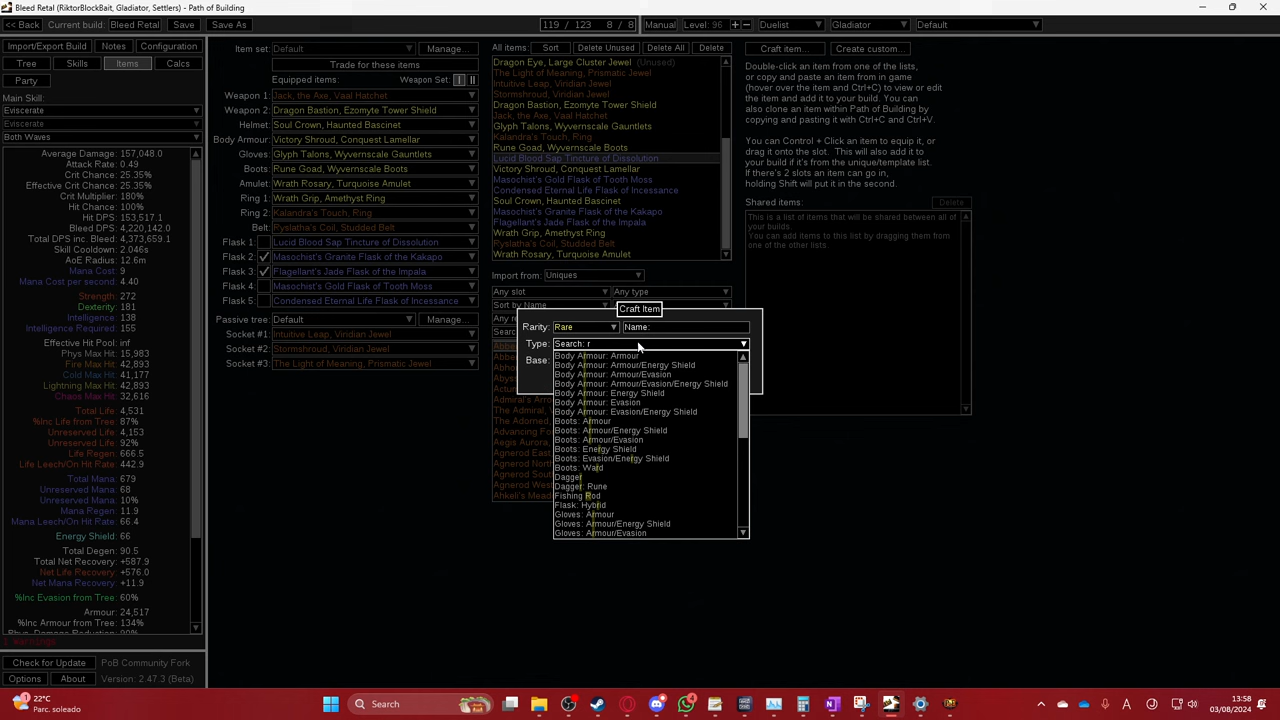 Bleed Retal (RiktorBlockBait, Gladiator, Settlers) - Path of Building
<< Back
Current build: Bleed Retal
Save
Save As
119 / 123 8 / 8
Manual
Level: 96
Duelist
Gladiator
Default
Import/Export Build
Notes
Configuration
Tree
Skills
Items
Calcs
Party
Main Skill:
Eviscerate
Eviscerate
Both Waves
Average Damage: 157,048.0
Attack Rate: 0.49
Crit Chance: 25.35%
Effective Crit Chance: 25.35%
Crit Multiplier: 180%
Hit Chance: 100%
Hit DPS: 153,517.1
Bleed DPS: 4,220,142.0
Total DPS inc. Bleed: 4,373,659.1
Skill Cooldown: 2.046s
AoE Radius: 12.6m
Mana Cost: 9
Mana Cost per second: 4.40
Strength: 272
Dexterity: 181
Intelligence: 138
Intelligence Required: 155
Effective Hit Pool: inf
Phys Max Hit: 15,983
Fire Max Hit: 42,893
Cold Max Hit: 41,177
Lightning Max Hit: 42,893
Chaos Max Hit: 32,616
Total Life: 4,531
%Inc Life from Tree: 87%
Unreserved Life: 4,153
Unreserved Life: 92%
Life Regen: 666.5
Life Leech/On Hit Rate: 442.9
Total Mana: 679
Unreserved Mana: 68
Unreserved Mana: 10%
Mana Regen: 11.9
Mana Leech/On Hit Rate: 66.4
Energy Shield: 66
Total Degen: 90.5
Total Net Recovery: +587.9
Net Life Recovery: +576.0
Net Mana Recovery: +11.9
%Inc Evasion from Tree: 60%
Armour: 24,517
%Inc Armour from Tree: 134%
1 Warnings
Check for Update
PoB Community Fork
Options
About
Version: 2.47.3 (Beta)
Item set: Default
Manage...
Trade for these items
Equipped items:
Weapon Set: I II
Weapon 1: Jack, the Axe, Vaal Hatchet
Weapon 2: Dragon Bastion, Ezomyte Tower Shield
Helmet: Soul Crown, Haunted Bascinet
Body Armour: Victory Shroud, Conquest Lamellar
Gloves: Glyph Talons, Wyvernscale Gauntlets
Boots: Rune Goad, Wyvernscale Boots
Amulet: Wrath Rosary, Turquoise Amulet
Ring 1: Wrath Grip, Amethyst Ring
Ring 2: Kalandra's Touch, Ring
Belt: Ryslatha's Coil, Studded Belt
Flask 1: Lucid Blood Sap Tincture of Dissolution
Flask 2: Masochist's Granite Flask of the Kakapo
Flask 3: Flagellant's Jade Flask of the Impala
Flask 4: Masochist's Gold Flask of Tooth Moss
Flask 5: Condensed Eternal Life Flask of Incessance
Passive tree: Default
Manage...
Socket #1: Intuitive Leap, Viridian Jewel
Socket #2: Stormshroud, Viridian Jewel
Socket #3: The Light of Meaning, Prismatic Jewel
All items:
Sort
Delete Unused
Delete All
Delete
Dragon Eye, Large Cluster Jewel (Unused)
The Light of Meaning, Prismatic Jewel
Intuitive Leap, Viridian Jewel
Stormshroud, Viridian Jewel
Dragon Bastion, Ezomyte Tower Shield
Jack, the Axe, Vaal Hatchet
Glyph Talons, Wyvernscale Gauntlets
Kalandra's Touch, Ring
Rune Goad, Wyvernscale Boots
Lucid Blood Sap Tincture of Dissolution
Victory Shroud, Conquest Lamellar
Masochist's Gold Flask of Tooth Moss
Condensed Eternal Life Flask of Incessance
Soul Crown, Haunted Bascinet
Masochist's Granite Flask of the Kakapo
Flagellant's Jade Flask of the Impala
Wrath Grip, Amethyst Ring
Ryslatha's Coil, Studded Belt
Wrath Rosary, Turquoise Amulet
Import from: Uniques
Any slot
Any type
Sort by Name
Craft Item
Rarity: Rare
Name:
Type: Search: r
Base:
Body Armour: Armour
Body Armour: Armour/Energy Shield
Body Armour: Armour/Evasion
Body Armour: Armour/Evasion/Energy Shield
Body Armour: Energy Shield
Body Armour: Evasion
Body Armour: Evasion/Energy Shield
Boots: Armour
Boots: Armour/Energy Shield
Boots: Armour/Evasion
Boots: Energy Shield
Boots: Evasion/Energy Shield
Boots: Ward
Dagger
Dagger: Rune
Fishing Rod
Flask: Hybrid
Gloves: Armour
Gloves: Armour/Energy Shield
Gloves: Armour/Evasion
Admiral's
The Admiral,
The Adorned,
Advancing
Aegis Aurora,
Agnerod East
Agnerod North
Agnerod South
Agnerod West
Ahkeli's Mead
Craft item...
Create custom...
Double-click an item from one of the lists,
or copy and paste an item from in game
(hover over the item and Ctrl+C) to view or edit
the item and add it to your build. You can
also clone an item within Path of Building by
copying and pasting it with Ctrl+C and Ctrl+V.
You can Control + Click an item to equip it, or
drag it onto the slot. This will also add it to
your build if it's from the unique/template list.
If there's 2 slots an item can go in,
holding Shift will put it in the second.
Shared items:
Delete
This is a list of items that will be shared between all of
your builds.
You can add items to this list by dragging them from
one of the other lists.
22°C
Parc. soleado
Search
13:58
03/08/2024